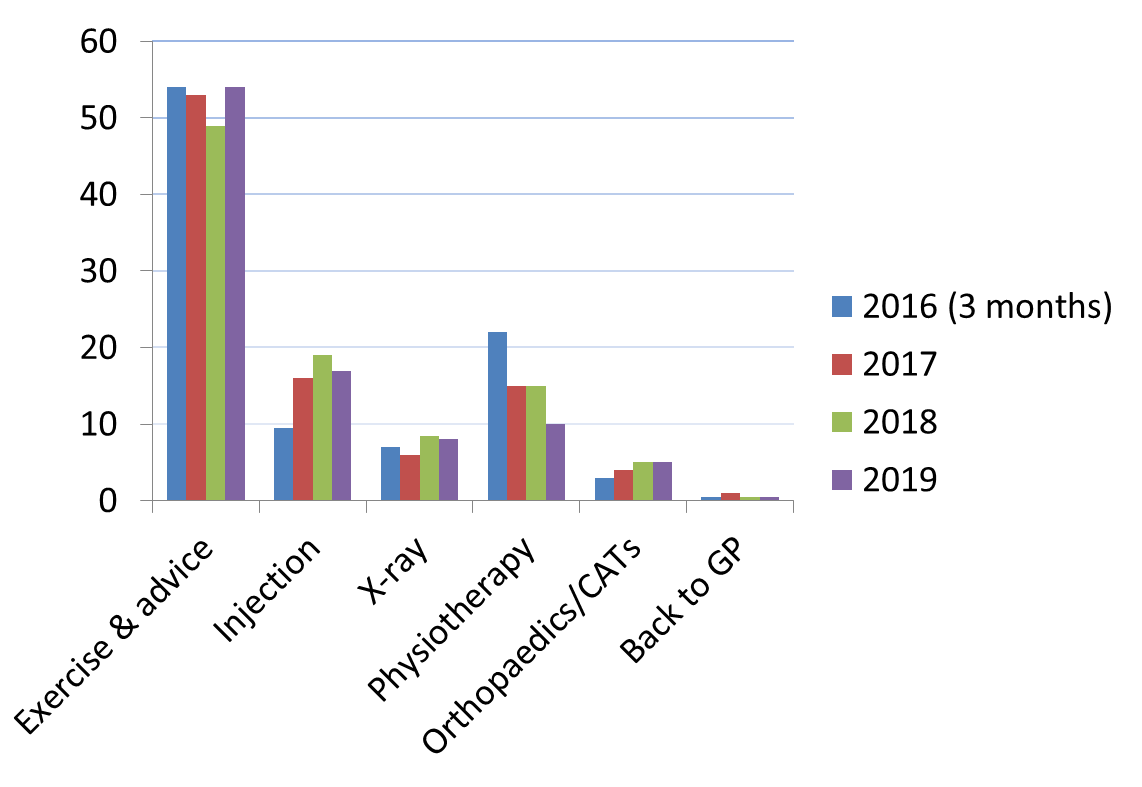 60
50
40
30
20
10
0
Exercise & advice
Injection
X-ray
Physiotherapy
Orthopaedics/CATs
Back to GP
2016 (3 months)
2017
2018
2019